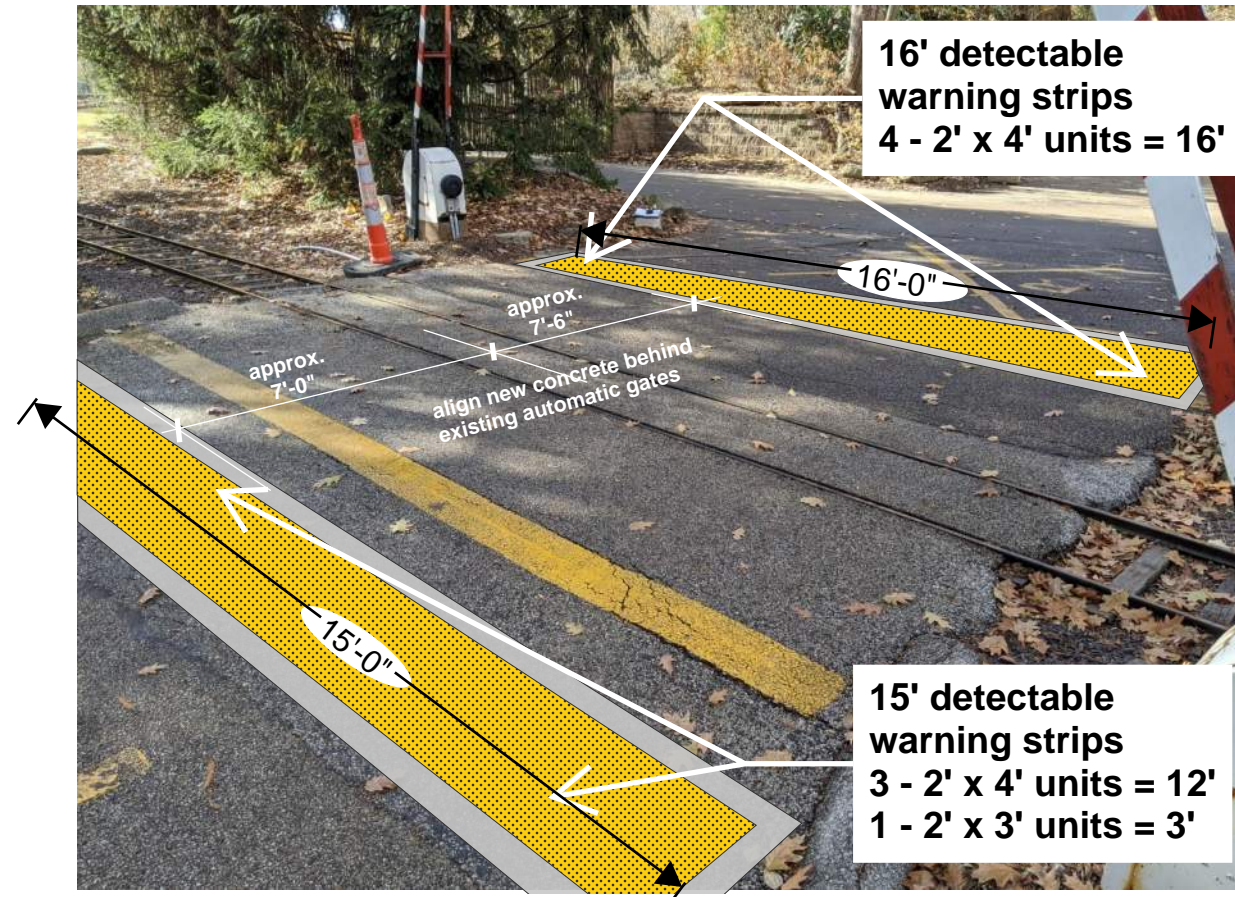 16' detectable
warning strips
4 - 2' x 4' units = 16'
16'-0"
approx.
7'-6"
approx.
7'-0"
align new concrete behind
existing automatic gates
15'-0"
15' detectable
warning strips
3 - 2' x 4' units = 12'
1 - 2' x 3' units = 3'